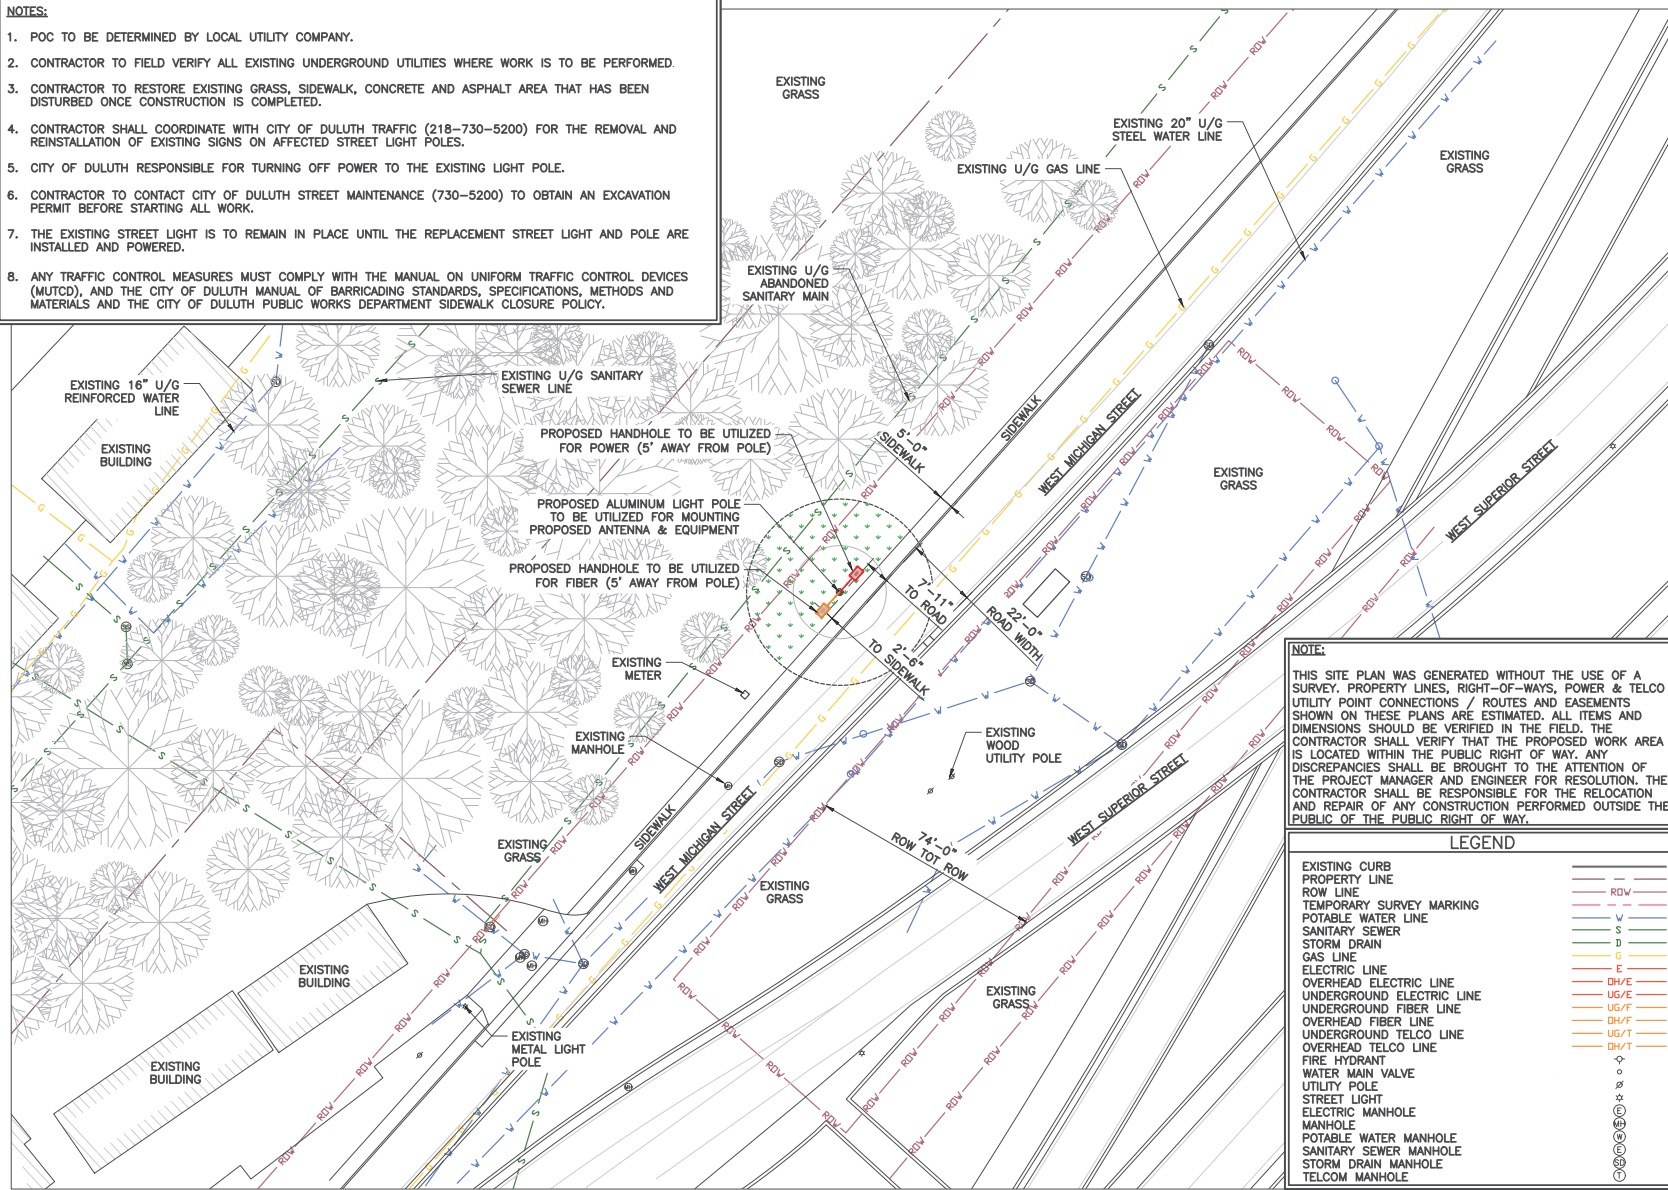 NOTES:
1. POC TO BE DETERMINED BY LOCAL UTILITY COMPANY.
2. CONTRACTOR TO FIELD VERIFY ALL EXISTING UNDERGROUND UTILITIES WHERE WORK IS TO BE PERFORMED.
3. CONTRACTOR TO RESTORE EXISTING GRASS, SIDEWALK, CONCRETE AND ASPHALT AREA THAT HAS BEEN
DISTURBED ONCE CONSTRUCTION IS COMPLETED.
4. CONTRACTOR SHALL COORDINATE WITH CITY OF DULUTH TRAFFIC (218-730-5200) FOR THE REMOVAL AND
REINSTALLATION OF EXISTING SIGNS ON AFFECTED STREET LIGHT POLES.
5. CITY OF DULUTH RESPONSIBLE FOR TURNING OFF POWER TO THE EXISTING LIGHT POLE.
6. CONTRACTOR TO CONTACT CITY OF DULUTH STREET MAINTENANCE (730-5200) TO OBTAIN AN EXCAVATION
PERMIT BEFORE STARTING ALL WORK.
7. THE EXISTING STREET LIGHT IS TO REMAIN IN PLACE UNTIL THE REPLACEMENT STREET LIGHT AND POLE ARE
INSTALLED AND POWERED.
8. ANY TRAFFIC CONTROL MEASURES MUST COMPLY WITH THE MANUAL ON UNIFORM TRAFFIC CONTROL DEVICES
(MUTCD), AND THE CITY OF DULUTH MANUAL OF BARRICADING STANDARDS, SPECIFICATIONS, METHODS AND
MATERIALS AND THE CITY OF DULUTH PUBLIC WORKS DEPARTMENT SIDEWALK CLOSURE POLICY.
EXISTING
GRASS
EXISTING 20" U/G
STEEL WATER LINE
EXISTING U/G GAS LINE
EXISTING
GRASS
EXISTING U/G
ABANDONED
SANITARY MAIN
EXISTING 16" U/G
REINFORCED WATER
LINE
EXISTING U/G SANITARY
SEWER LINE
EXISTING
BUILDING
PROPOSED HANDHOLE TO BE UTILIZED
FOR POWER (5' AWAY FROM POLE)
5'-0"
SIDEWALK
SIDEWALK
WEST MICHIGAN STREET
EXISTING
GRASS
WEST SUPERIOR STREET
PROPOSED ALUMINUM LIGHT POLE
TO BE UTILIZED FOR MOUNTING
PROPOSED ANTENNA & EQUIPMENT
PROPOSED HANDHOLE TO BE UTILIZED
FOR FIBER (5' AWAY FROM POLE)
7'-11"
TO ROAD
22'-0"
ROAD WIDTH
2'-6"
TO SIDEWALK
EXISTING
METER
EXISTING
MANHOLE
EXISTING
WOOD
UTILITY POLE
SIDEWALK
WEST MICHIGAN STREET
WEST SUPERIOR STREET
74'-0"
ROW TOT ROW
EXISTING
GRASS
EXISTING
GRASS
EXISTING
GRASS
EXISTING
BUILDING
EXISTING
BUILDING
EXISTING
METAL LIGHT
POLE
NOTE:
THIS SITE PLAN WAS GENERATED WITHOUT THE USE OF A
SURVEY. PROPERTY LINES, RIGHT-OF-WAYS, POWER & TELCO
UTILITY POINT CONNECTIONS / ROUTES AND EASEMENTS
SHOWN ON THESE PLANS ARE ESTIMATED. ALL ITEMS AND
DIMENSIONS SHOULD BE VERIFIED IN THE FIELD. THE
CONTRACTOR SHALL VERIFY THAT THE PROPOSED WORK AREA
IS LOCATED WITHIN THE PUBLIC RIGHT OF WAY. ANY
DISCREPANCIES SHALL BE BROUGHT TO THE ATTENTION OF
THE PROJECT MANAGER AND ENGINEER FOR RESOLUTION. THE
CONTRACTOR SHALL BE RESPONSIBLE FOR THE RELOCATION
AND REPAIR OF ANY CONSTRUCTION PERFORMED OUTSIDE THE
PUBLIC OF THE PUBLIC RIGHT OF WAY.
LEGEND
EXISTING CURB
PROPERTY LINE
ROW LINE ROW
TEMPORARY SURVEY MARKING
POTABLE WATER LINE W
SANITARY SEWER S
STORM DRAIN D
GAS LINE G
ELECTRIC LINE E
OVERHEAD ELECTRIC LINE OH/E
UNDERGROUND ELECTRIC LINE UG/E
UNDERGROUND FIBER LINE UG/F
OVERHEAD FIBER LINE OH/F
UNDERGROUND TELCO LINE UG/T
OVERHEAD TELCO LINE OH/T
FIRE HYDRANT
WATER MAIN VALVE
UTILITY POLE
STREET LIGHT
ELECTRIC MANHOLE E
MANHOLE MH
POTABLE WATER MANHOLE W
SANITARY SEWER MANHOLE E
STORM DRAIN MANHOLE SD
TELCOM MANHOLE T